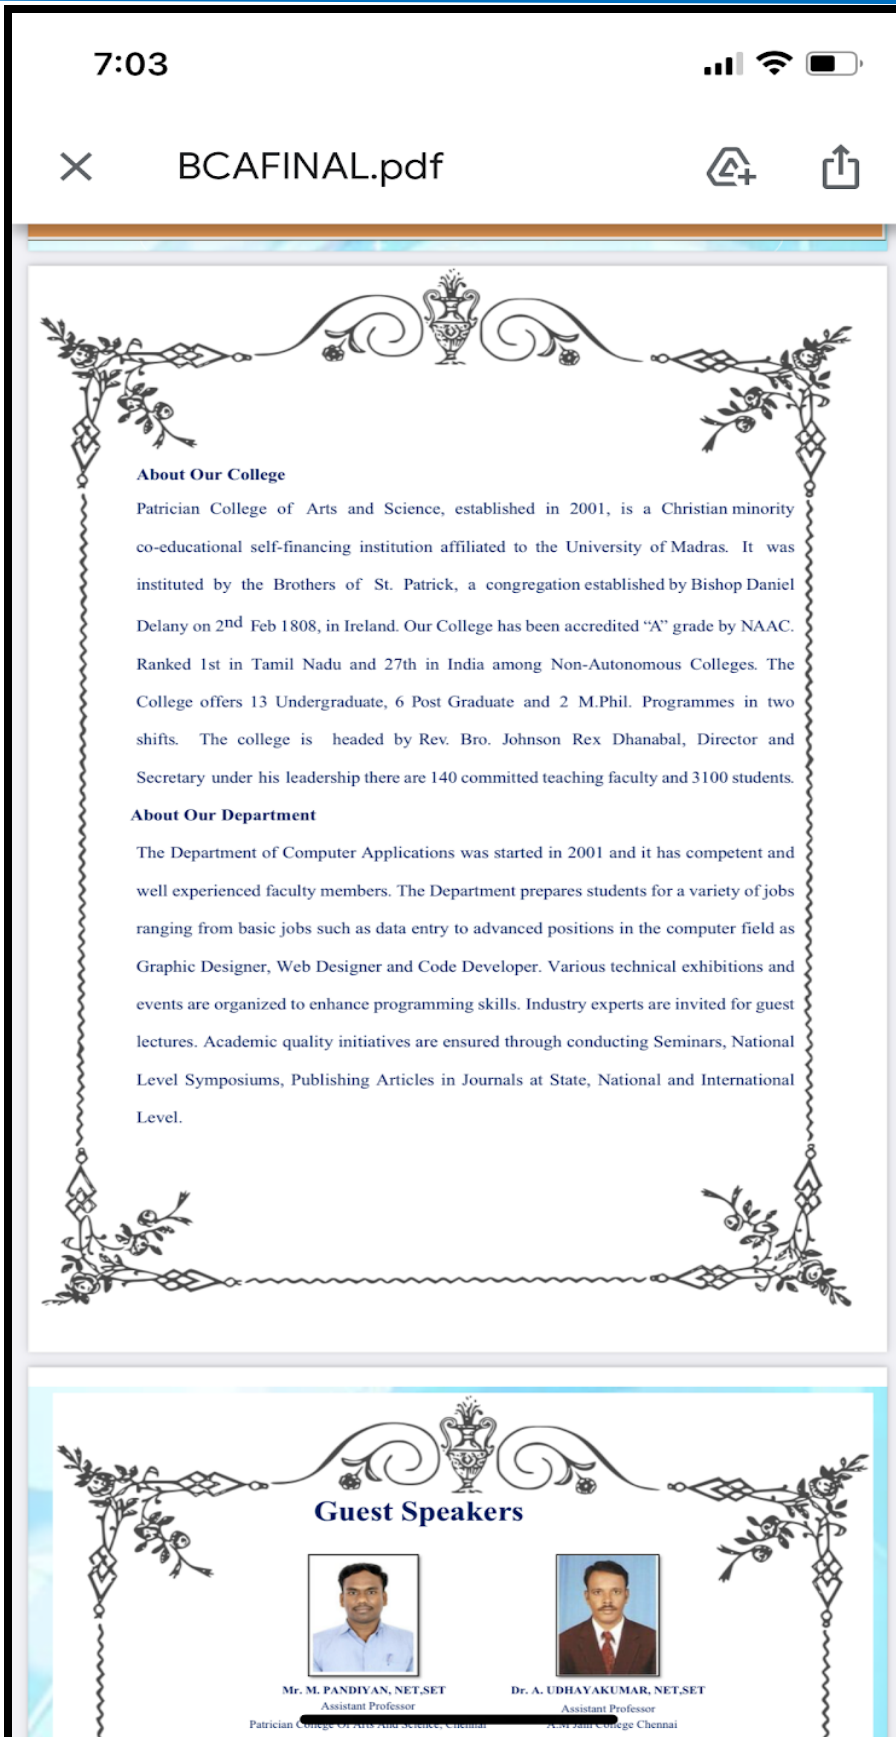 7:03
BCAFINAL.pdf
About Our College
Patrician College of Arts and Science, established in 2001, is a Christian minority
co-educational self-financing institution affiliated to the University of Madras. It was
instituted by the Brothers of St. Patrick, a congregation established by Bishop Daniel
Delany on 2nd Feb 1808, in Ireland. Our College has been accredited “A” grade by NAAC.
Ranked 1st in Tamil Nadu and 27th in India among Non-Autonomous Colleges. The
College offers 13 Undergraduate, 6 Post Graduate and 2 M.Phil. Programmes in two
shifts. The college is headed by Rev. Bro. Johnson Rex Dhanabal, Director and
Secretary under his leadership there are 140 committed teaching faculty and 3100 students.
About Our Department
The Department of Computer Applications was started in 2001 and it has competent and
well experienced faculty members. The Department prepares students for a variety of jobs
ranging from basic jobs such as data entry to advanced positions in the computer field as
Graphic Designer, Web Designer and Code Developer. Various technical exhibitions and
events are organized to enhance programming skills. Industry experts are invited for guest
lectures. Academic quality initiatives are ensured through conducting Seminars, National
Level Symposiums, Publishing Articles in Journals at State, National and International
Level.
Guest Speakers
Mr. M. PANDIYAN, NET,SET
Assistant Professor
Patrician College Of Arts And Science, Chennai
Dr. A. UDHAYAKUMAR, NET,SET
Assistant Professor
A.M Jain College Chennai